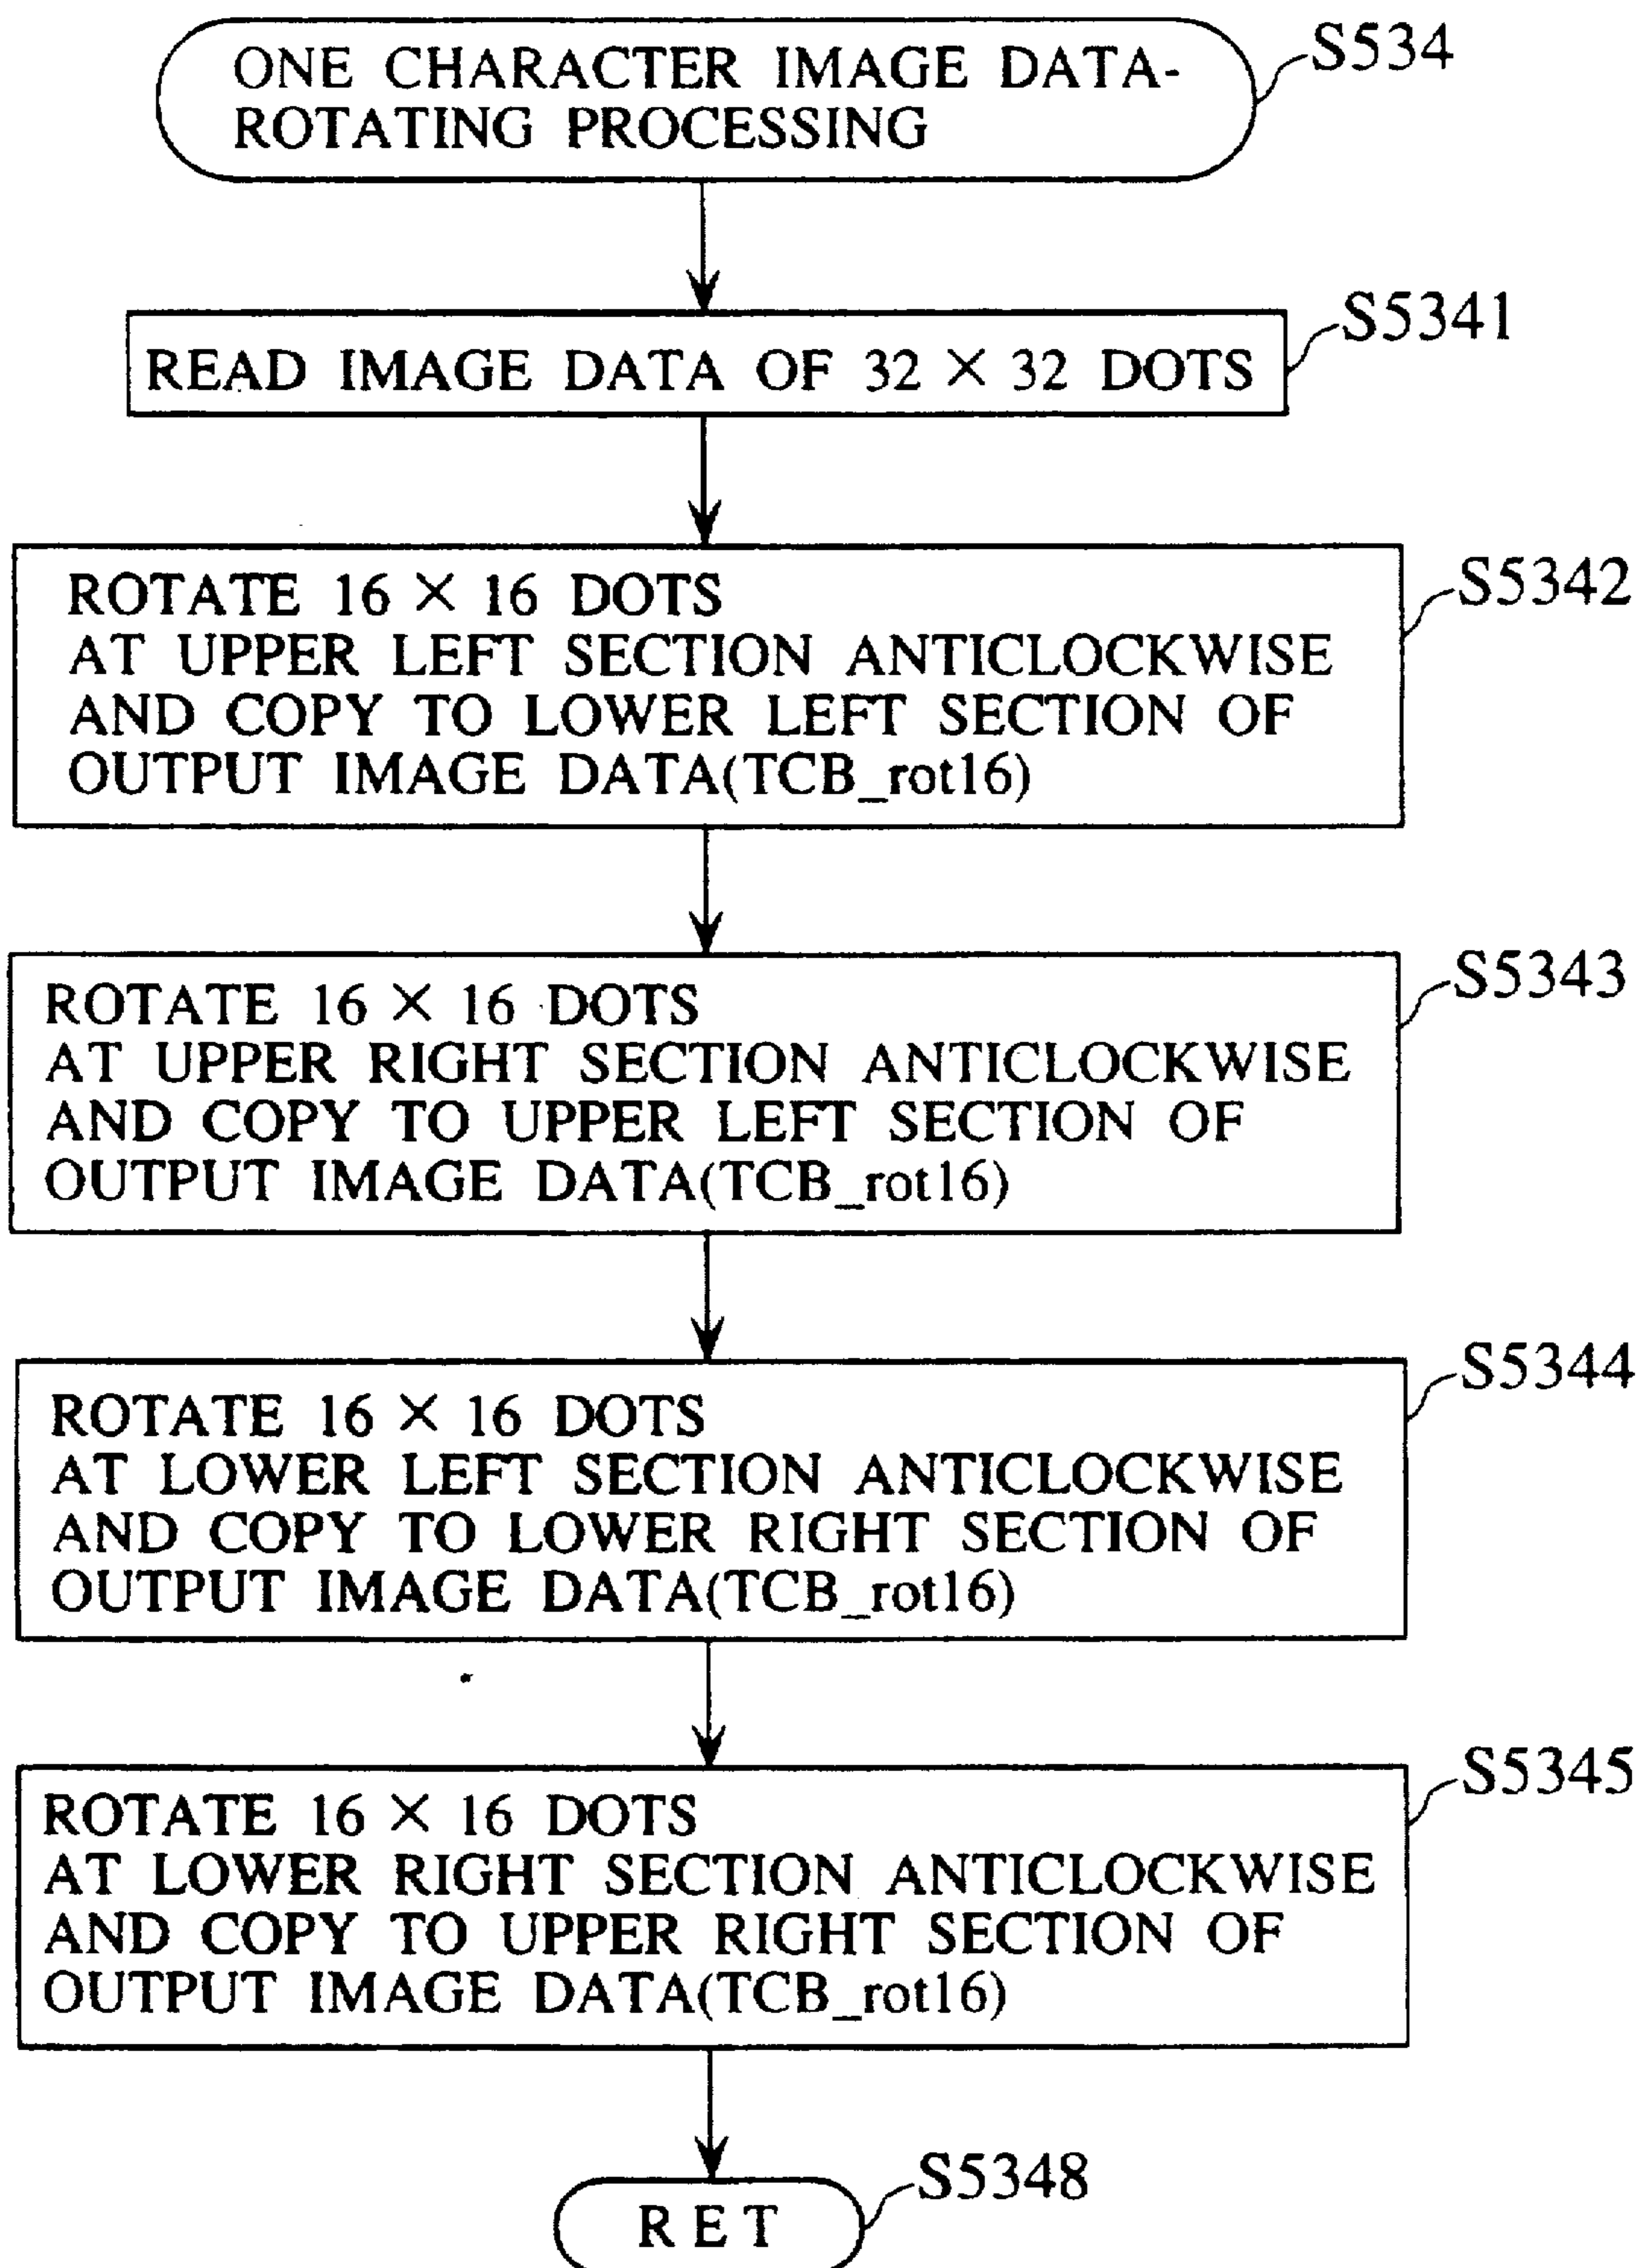 ONE CHARACTER IMAGE DATA-
ROTATING PROCESSING
S534
READ IMAGE DATA OF 32 × 32 DOTS
S5341
ROTATE 16 × 16 DOTS
AT UPPER LEFT SECTION ANTICLOCKWISE
AND COPY TO LOWER LEFT SECTION OF
OUTPUT IMAGE DATA(TCB_rot16)
S5342
ROTATE 16 × 16 DOTS
AT UPPER RIGHT SECTION ANTICLOCKWISE
AND COPY TO UPPER LEFT SECTION OF
OUTPUT IMAGE DATA(TCB_rot16)
S5343
ROTATE 16 × 16 DOTS
AT LOWER LEFT SECTION ANTICLOCKWISE
AND COPY TO LOWER RIGHT SECTION OF
OUTPUT IMAGE DATA(TCB_rot16)
S5344
ROTATE 16 × 16 DOTS
AT LOWER RIGHT SECTION ANTICLOCKWISE
AND COPY TO UPPER RIGHT SECTION OF
OUTPUT IMAGE DATA(TCB_rot16)
S5345
RET
S5348